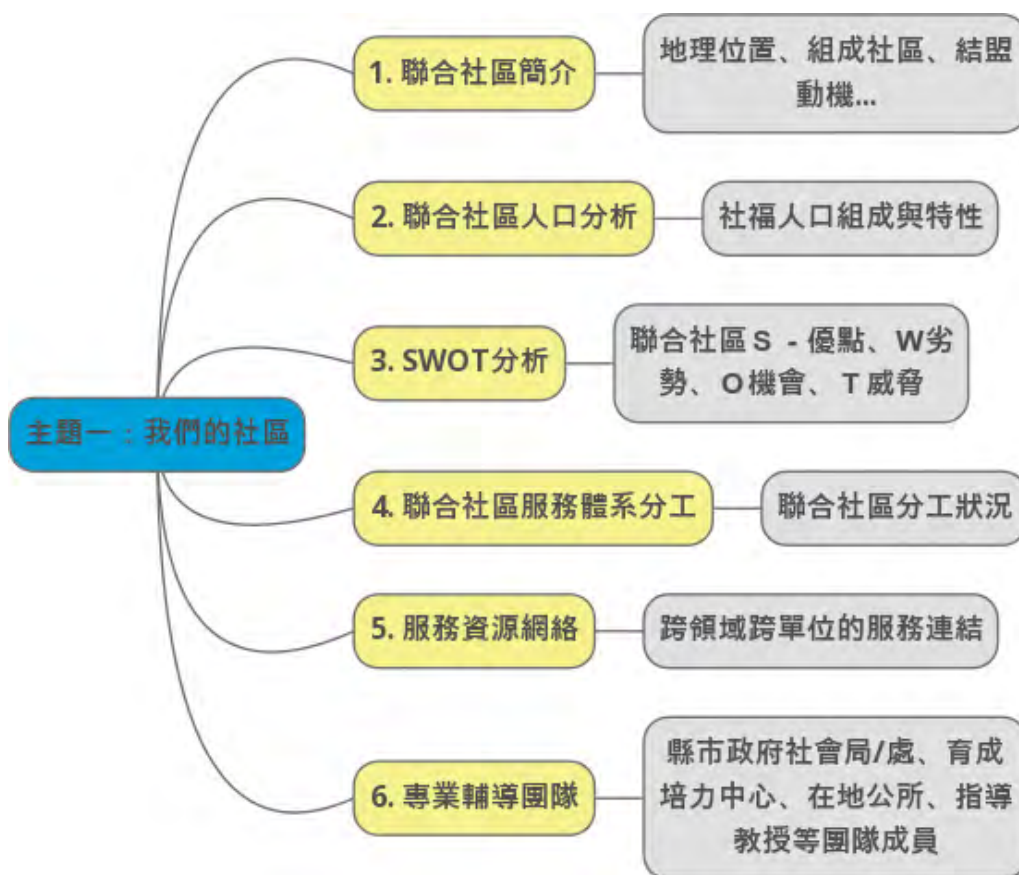 1. 聯合社區簡介
地理位置、組成社區、結盟
動機...
2. 聯合社區人口分析
社福人口組成與特性
3. SWOT分析
聯合社區 S - 優點、W劣
勢、O機會、T 威脅
主題一：我們的社區
4. 聯合社區服務體系分工
聯合社區分工狀況
5. 服務資源網絡
跨領域跨單位的服務連結
6. 專業輔導團隊
縣市政府社會局/處、育成
培力中心、在地公所、指導
教授等團隊成員